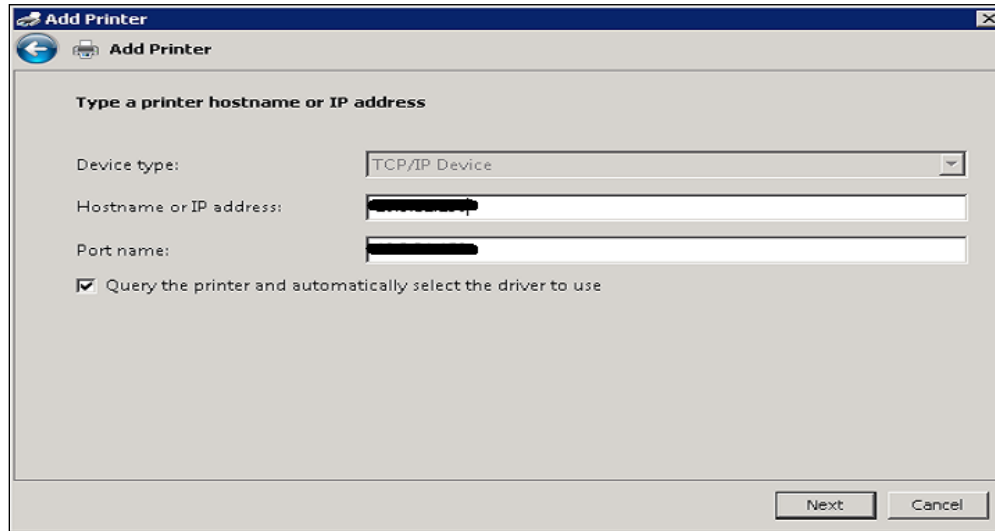 Add Printer
Add Printer
Type a printer hostname or IP address
Device type: TCP/IP Device
Hostname or IP address:
Port name:
Query the printer and automatically select the driver to use
Next Cancel